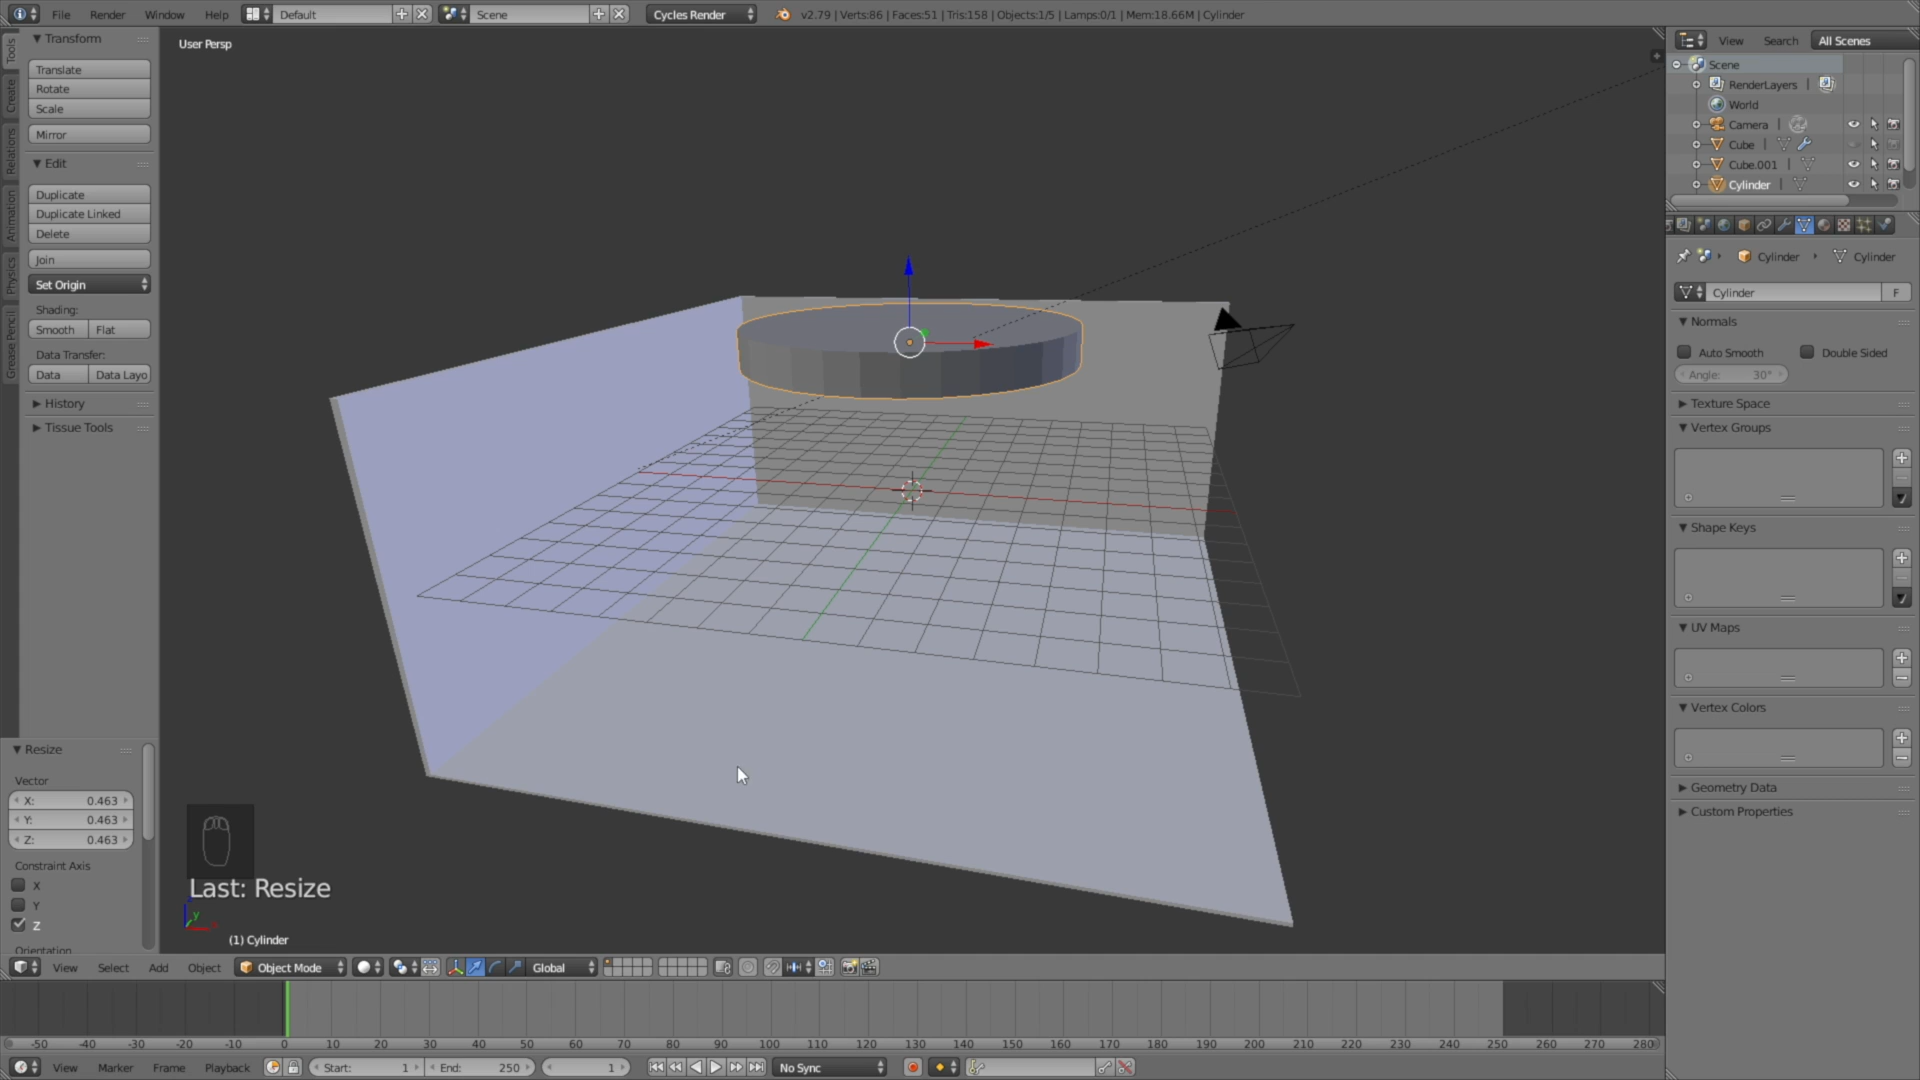 File Render Window Help Default Scene Cycles Render v2.79 | Verts:86 | Faces:51 | Tris:158 | Objects:1/5 | Lamps:0/1 | Mem:18.66M | Cylinder
Tools
Create
Relations
Animation
Physics
Grease Pencil
Transform
Translate
Rotate
Scale
Mirror
Edit
Duplicate
Duplicate Linked
Delete
Join
Set Origin
Shading:
Smooth Flat
Data Transfer:
Data Data Layo
History
Tissue Tools
Resize
Vector
X: 0.463
Y: 0.463
Z: 0.463
Constraint Axis
X
Y
Z
Orientation
User Persp
Last: Resize
y
(1) Cylinder
View Search All Scenes
Scene
RenderLayers |
World
Camera |
Cube |
Cube.001 |
Cylinder |
Cylinder Cylinder
Cylinder F
Normals
Auto Smooth Double Sided
Angle: 30°
Texture Space
Vertex Groups
Shape Keys
UV Maps
Vertex Colors
Geometry Data
Custom Properties
View Select Add Object Object Mode Global
-50 -40 -30 -20 -10 0 10 20 30 40 50 60 70 80 90 100 110 120 130 140 150 160 170 180 190 200 210 220 230 240 250 260 270 280
View Marker Frame Playback Start: 1 End: 250 1 No Sync